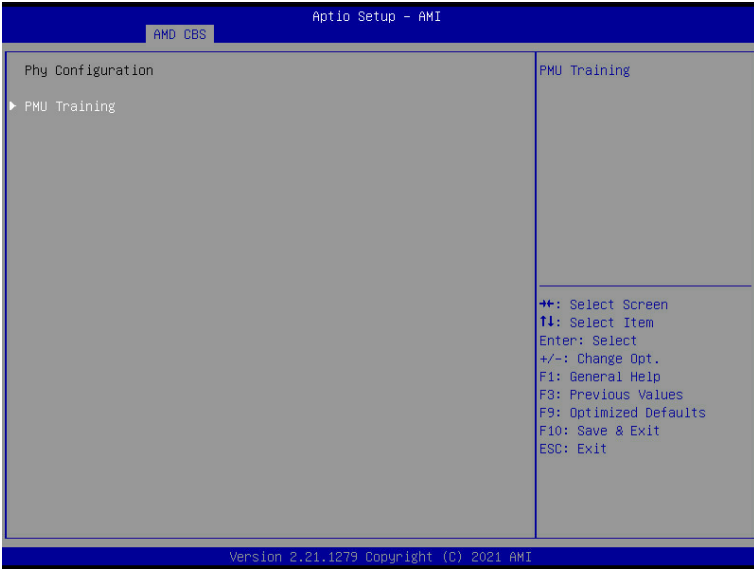 Aptio Setup – AMI
AMD CBS
Phy Configuration
PMU Training
PMU Training
→←: Select Screen
↑↓: Select Item
Enter: Select
+/-: Change Opt.
F1: General Help
F3: Previous Values
F9: Optimized Defaults
F10: Save & Exit
ESC: Exit
Version 2.21.1279 Copyright (C) 2021 AMI